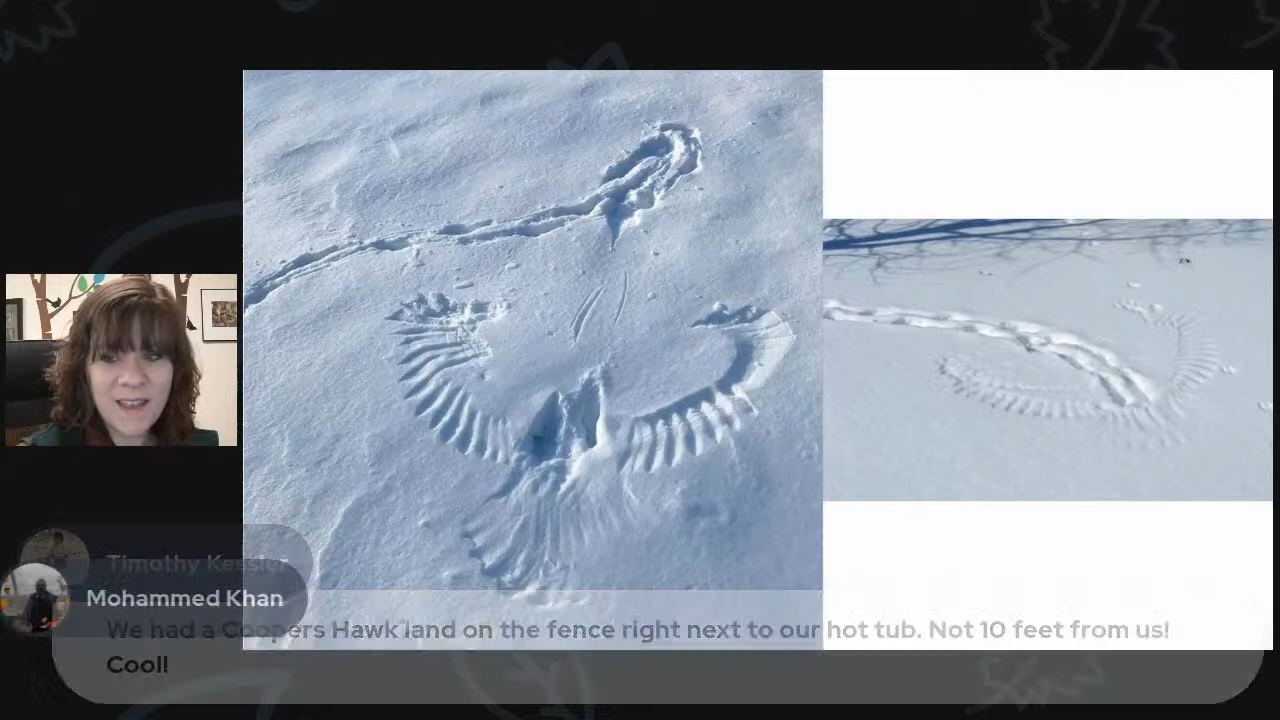 Timothy Kessler
Mohammed Khan
We had a Coopers Hawk land on the fence right next to our hot tub. Not 10 feet from us!
Cool!